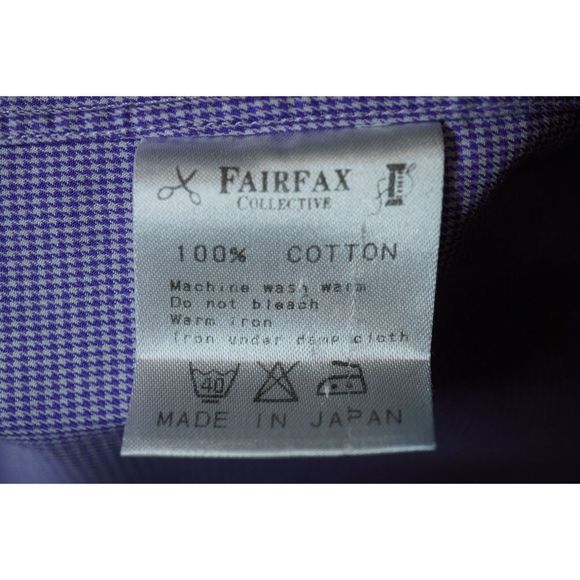 FAIRFAX
COLLECTIVE
100% COTTON
Machine wash warm
Do not bleach
Warm iron
Iron under damp cloth
40
MADE IN JAPAN